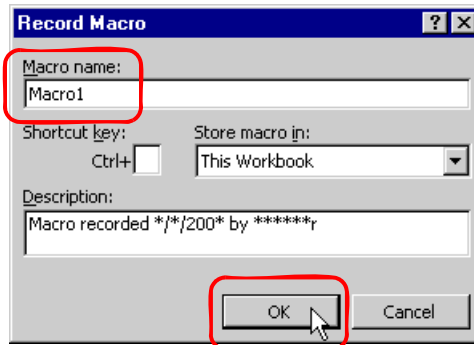 Record Macro
Macro name:
Macro1
Shortcut key: Store macro in:
Ctrl+ This Workbook
Description:
Macro recorded */*/200* by ******r
OK Cancel